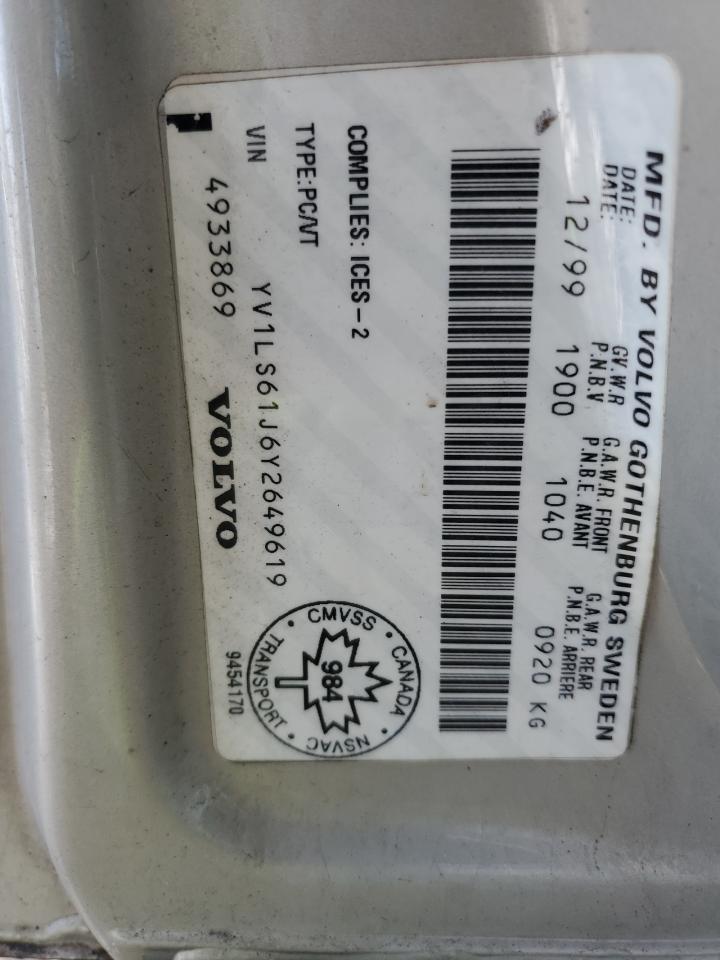 MFD. BY VOLVO GOTHENBURG SWEDEN
DATE: G.V.W.R G.A.W.R. FRONT G.A.W.R. REAR
DATE: P.N.B.V P.N.B.E. AVANT P.N.B.E. ARRIERE
12/99 1900 1040 0920 KG
COMPLIES: ICES-2
TYPE:PC/VT
VIN YV1LS61J6Y2649619
4933869 VOLVO
CMVSS • CANADA • NSVAC • TRANSPORT •
984
9454170